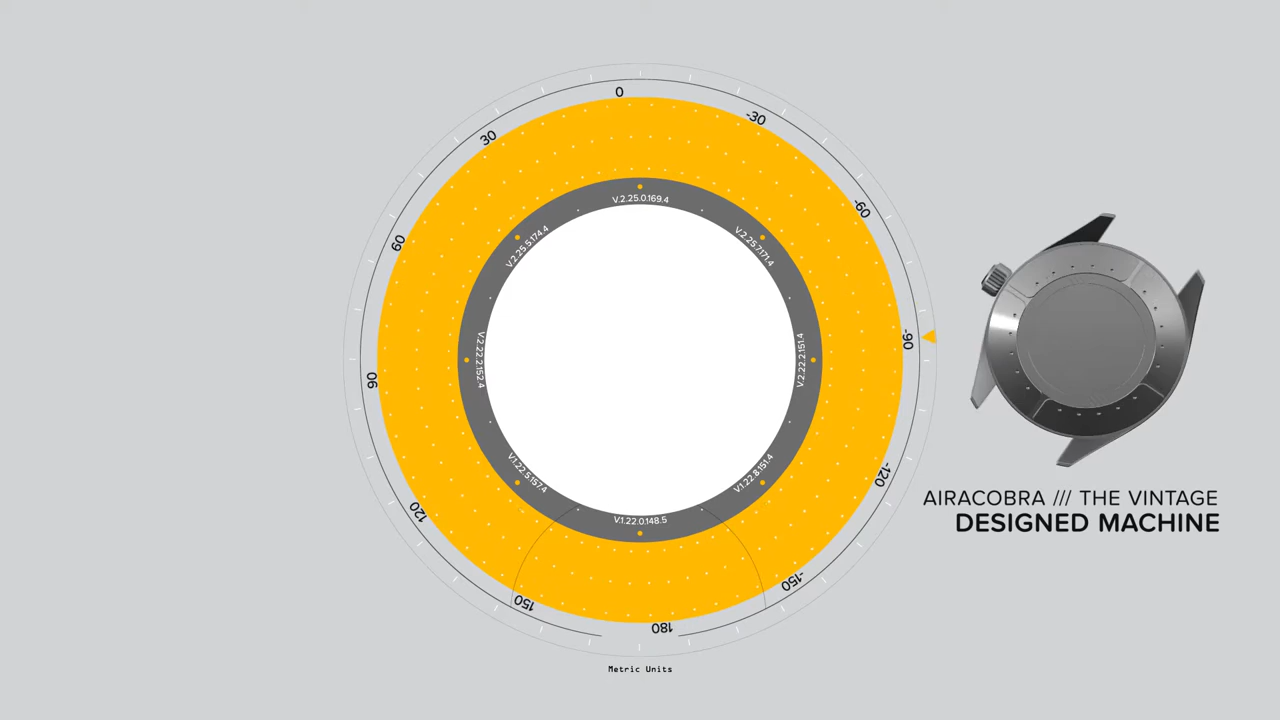 0
-30
-60
-90
-120
-150
180
150
120
90
60
30
V.2.25.0.169.4
V.2.25.7.171.4
V.2.22.2.151.4
V.1.22.8.151.4
V.1.22.0.148.5
V.1.22.5.157.4
V.2.22.2.152.4
V.2.25.5.174.4
AIRACOBRA /// THE VINTAGE
DESIGNED MACHINE
Metric Units